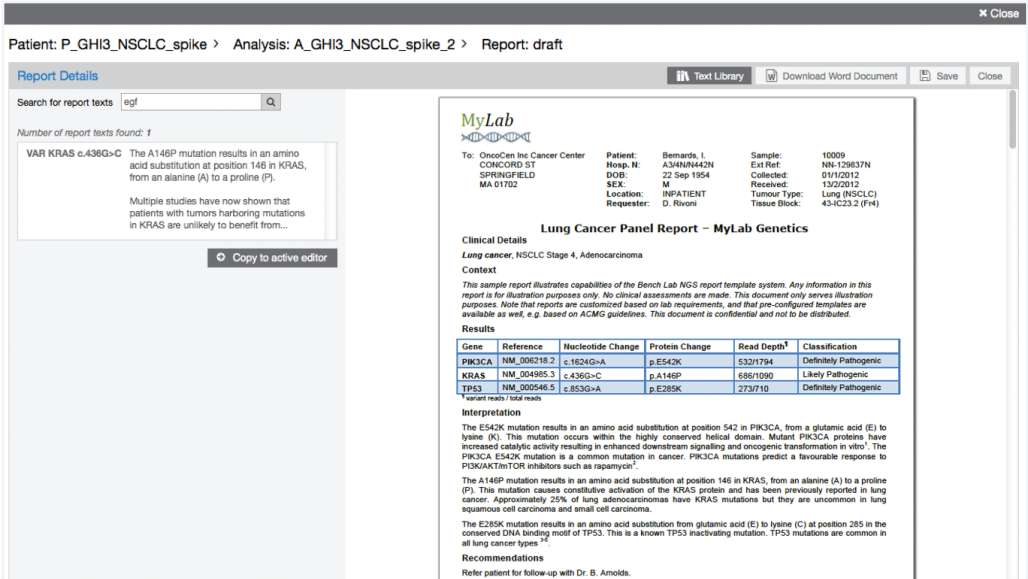 × Close
Patient: P_GHI3_NSCLC_spike > Analysis: A_GHI3_NSCLC_spike_2 > Report: draft
Report Details
Text Library
Download Word Document
Save
Close
Search for report texts
egf
Number of report texts found: 1
VAR KRAS c.436G>C The A146P mutation results in an amino
acid substitution at position 146 in KRAS,
from an alanine (A) to a proline (P).
Multiple studies have now shown that
patients with tumors harboring mutations
in KRAS are unlikely to benefit from...
Copy to active editor
MyLab
To: OncoCen Inc Cancer Center Patient: Bernards, I. Sample: 10009
CONCORD ST Hosp. N: A3/4N/N442N Ext Ref: NN-129837N
SPRINGFIELD DOB: 22 Sep 1954 Collected: 01/1/2012
MA 01702 SEX: M Received: 13/2/2012
Location: INPATIENT Tumour Type: Lung (NSCLC)
Requester: D. Rivoni Tissue Block: 43-IC23.2 (Fr4)
Lung Cancer Panel Report – MyLab Genetics
Clinical Details
Lung cancer, NSCLC Stage 4, Adenocarcinoma
Context
This sample report illustrates capabilities of the Bench Lab NGS report template system. Any information in this
report is for illustration purposes only. No clinical assessments are made. This document only serves illustration
purposes. Note that reports are customized based on lab requirements, and that pre-configured templates are
available as well, e.g. based on ACMG guidelines. This document is confidential and not to be distributed.
Results
Gene Reference Nucleotide Change Protein Change Read Depth¶ Classification
PIK3CA NM_006218.2 c.1624G>A p.E542K 532/1794 Definitely Pathogenic
KRAS NM_004985.3 c.436G>C p.A146P 686/1090 Likely Pathogenic
TP53 NM_000546.5 c.853G>A p.E285K 273/710 Definitely Pathogenic
¶ variant reads / total reads
Interpretation
The E542K mutation results in an amino acid substitution at position 542 in PIK3CA, from a glutamic acid (E) to
lysine (K). This mutation occurs within the highly conserved helical domain. Mutant PIK3CA proteins have
increased catalytic activity resulting in enhanced downstream signalling and oncogenic transformation in vitro1. The
PIK3CA E542K mutation is a common mutation in cancer. PIK3CA mutations predict a favourable response to
PI3K/AKT/mTOR inhibitors such as rapamycin2.
The A146P mutation results in an amino acid substitution at position 146 in KRAS, from an alanine (A) to a proline
(P). This mutation causes constitutive activation of the KRAS protein and has been previously reported in lung
cancer. Approximately 25% of lung adenocarcinomas have KRAS mutations but they are uncommon in lung
squamous cell carcinoma and small cell carcinoma.
The E285K mutation results in an amino acid substitution from glutamic acid (E) to lysine (C) at position 285 in the
conserved DNA binding motif of TP53. This is a known TP53 inactivating mutation. TP53 mutations are common in
all lung cancer types 3-5.
Recommendations
Refer patient for follow-up with Dr. B. Arnolds.